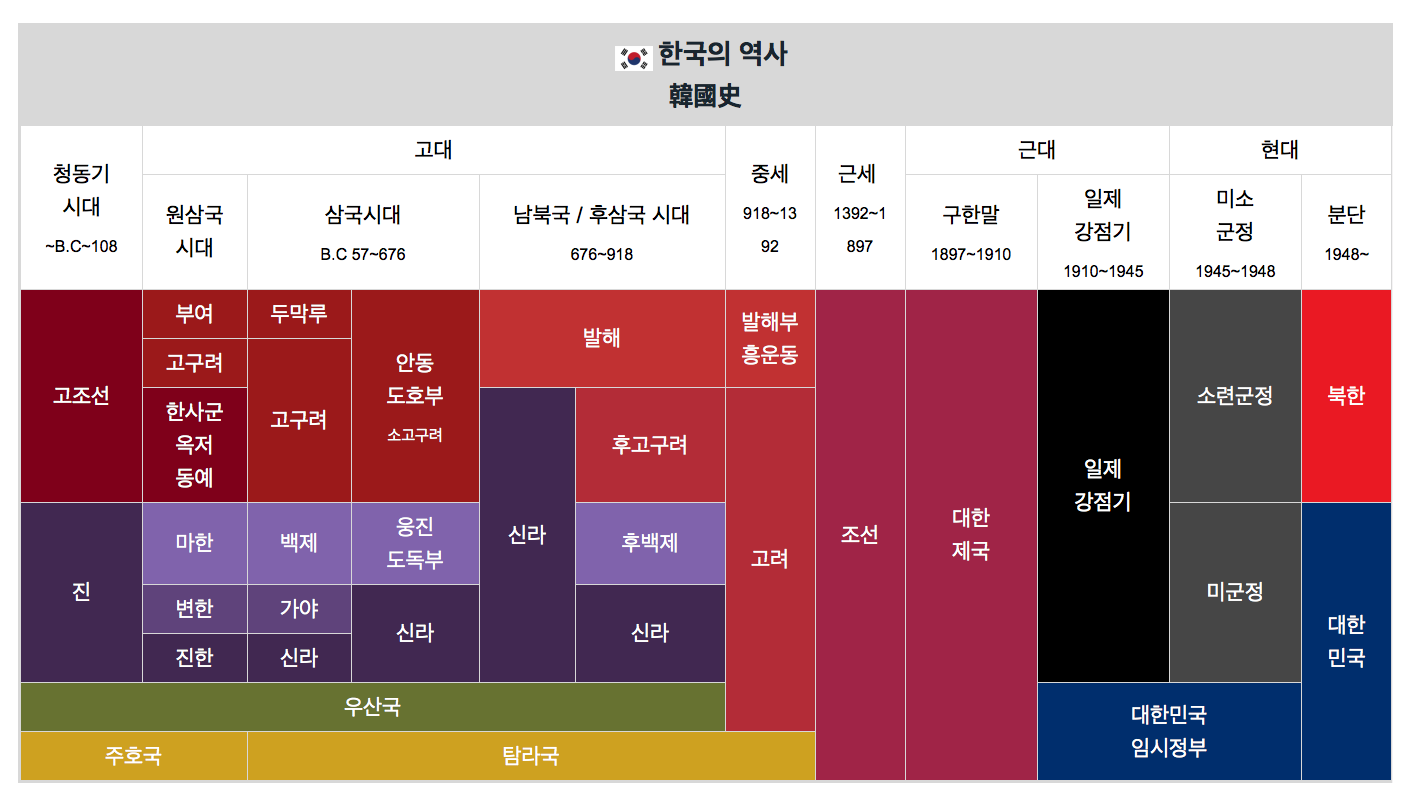 한국의 역사
韓國史
청동기
시대
~B.C~108
고대
원삼국
시대
삼국시대
B.C 57~676
남북국 / 후삼국 시대
676~918
중세
918~13
92
근세
1392~1
897
근대
구한말
1897~1910
일제
강점기
1910~1945
현대
미소
군정
1945~1948
분단
1948~
고조선
부여
두막루
안동
도호부
소고구려
발해
발해부
흥운동
조선
대한
제국
일제
강점기
소련군정
북한
고구려
고구려
한사군
옥저
동예
신라
후고구려
고려
진
마한
백제
웅진
도독부
후백제
미군정
대한
민국
변한
가야
신라
신라
진한
신라
우산국
대한민국
임시정부
주호국
탐라국